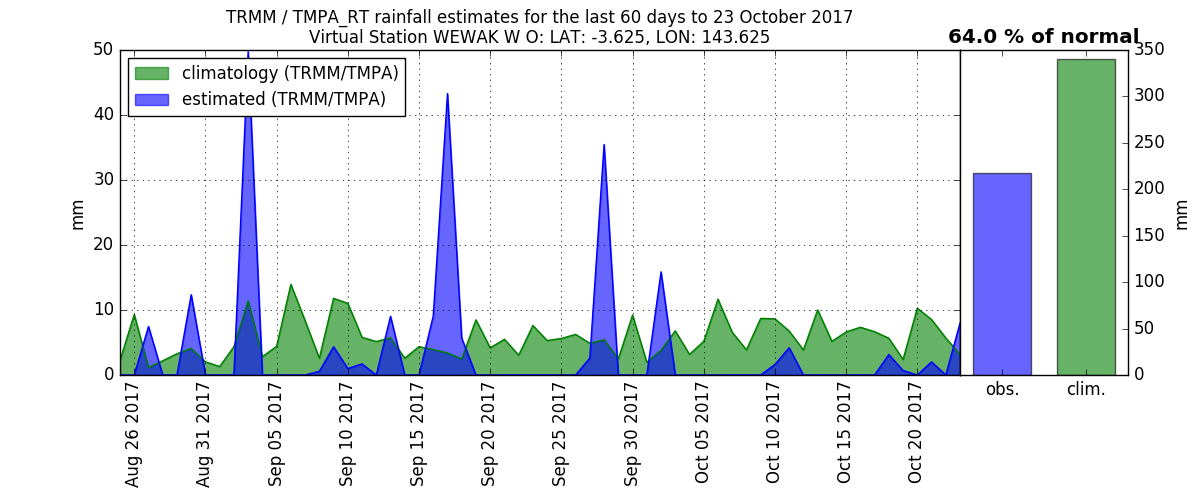 TRMM / TMPA_RT rainfall estimates for the last 60 days to 23 October 2017
Virtual Station WEWAK W O: LAT: -3.625, LON: 143.625
64.0 % of normal
climatology (TRMM/TMPA)
estimated (TRMM/TMPA)
mm
50
40
30
20
10
0
Aug 26 2017
Aug 31 2017
Sep 05 2017
Sep 10 2017
Sep 15 2017
Sep 20 2017
Sep 25 2017
Sep 30 2017
Oct 05 2017
Oct 10 2017
Oct 15 2017
Oct 20 2017
obs.
clim.
350
300
250
200
150
100
50
0
mm